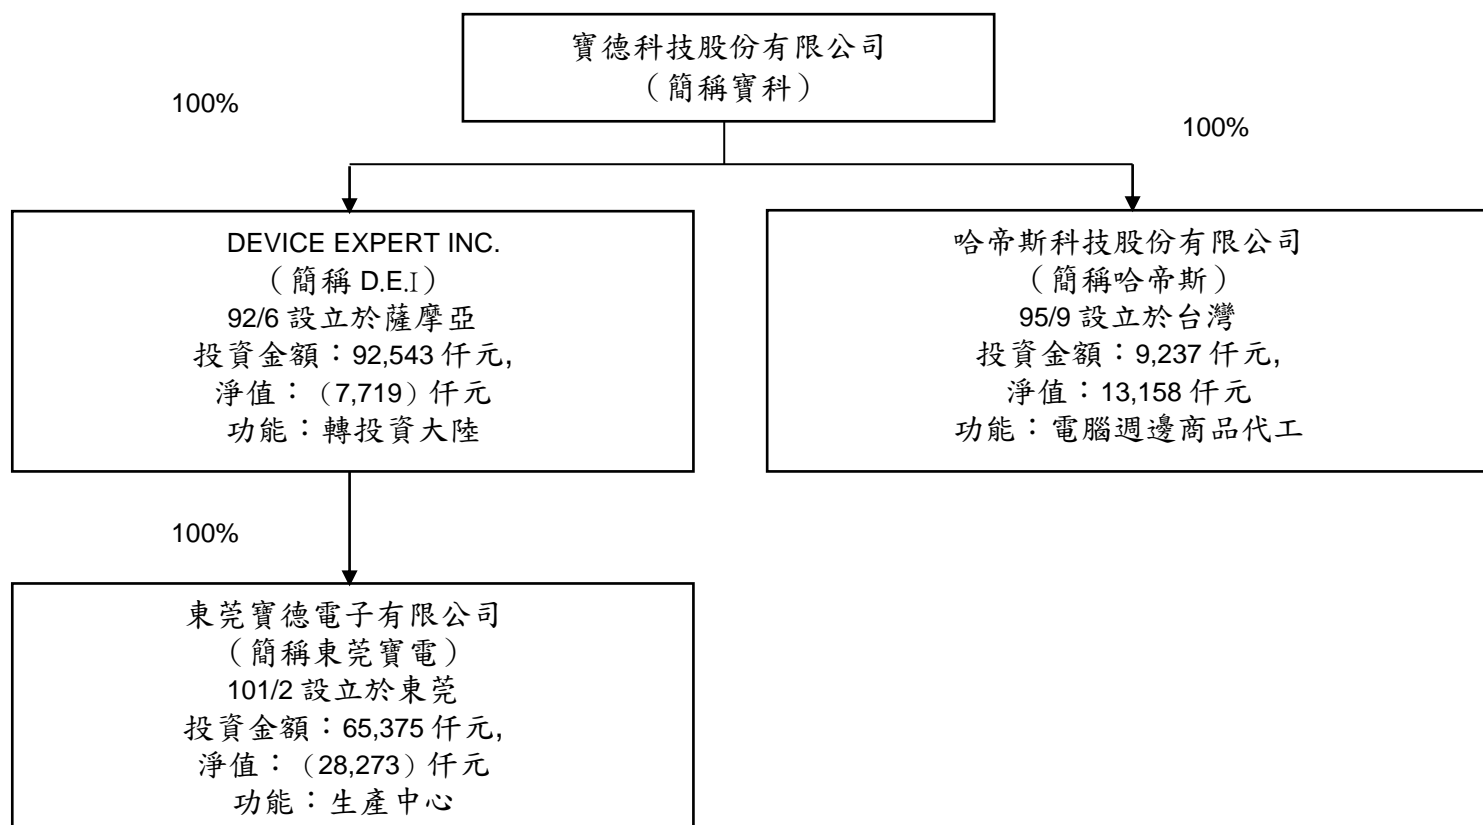 寶德科技股份有限公司
（簡稱寶科）
100%
100%
DEVICE EXPERT INC.
（簡稱 D.E.I）
92/6 設立於薩摩亞
投資金額：92,543 仟元,
淨值：（7,719）仟元
功能：轉投資大陸
哈帝斯科技股份有限公司
（簡稱哈帝斯）
95/9 設立於台灣
投資金額：9,237 仟元,
淨值：13,158 仟元
功能：電腦週邊商品代工
100%
東莞寶德電子有限公司
（簡稱東莞寶電）
101/2 設立於東莞
投資金額：65,375 仟元,
淨值：（28,273）仟元
功能：生產中心